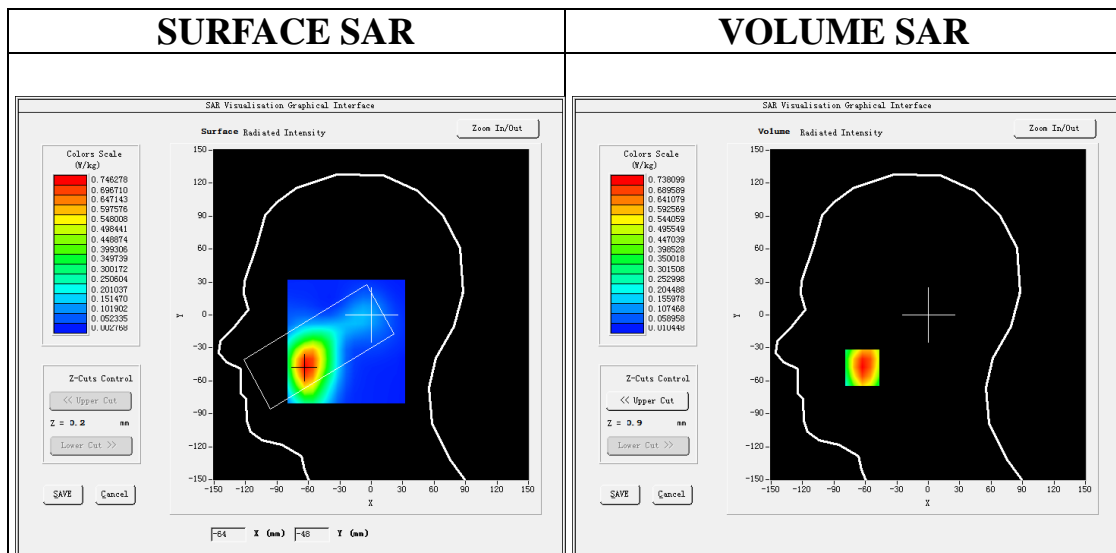 SURFACE SAR
VOLUME SAR
SAR Visualisation Graphical Interface
Surface Radiated Intensity
Zoom In/Out
Colors Scale
(W/kg)
0.746278
0.696710
0.647143
0.597576
0.548008
0.498441
0.448874
0.399306
0.349739
0.300172
0.250604
0.201037
0.151470
0.101902
0.052335
0.002768
150
120
90
60
30
0
-30
-60
-90
-120
-150
Y
-150 -120 -90 -60 -30 0 30 60 90 120 150
X
Z-Cuts Control
<< Upper Cut
Z = 0.2 mm
Lower Cut >>
SAVE Cancel
-64 X (mm) -48 Y (mm)
SAR Visualisation Graphical Interface
Volume Radiated Intensity
Zoom In/Out
Colors Scale
(W/kg)
0.738099
0.689589
0.641079
0.592569
0.544059
0.495549
0.447039
0.398528
0.350018
0.301508
0.252998
0.204488
0.155978
0.107468
0.058958
0.010448
150
120
90
60
30
0
-30
-60
-90
-120
-150
Y
-150 -120 -90 -60 -30 0 30 60 90 120 150
X
Z-Cuts Control
<< Upper Cut
Z = 0.9 mm
Lower Cut >>
SAVE Cancel